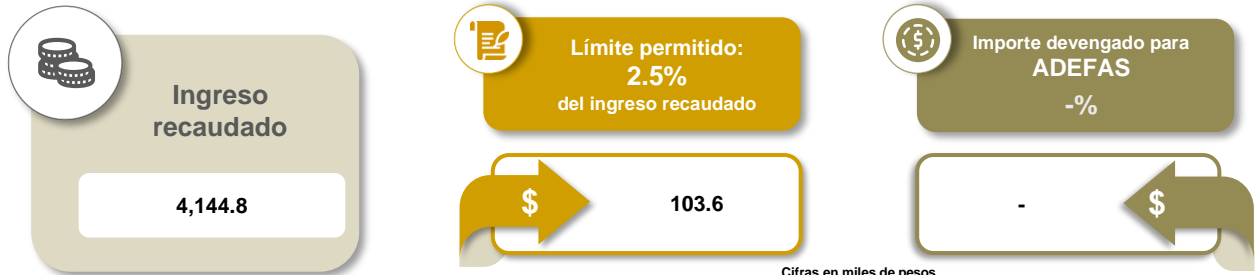 Ingreso
recaudado
4,144.8
Límite permitido:
2.5%
del ingreso recaudado
$
103.6
Importe devengado para
ADEFAS
-%
-
$
Cifras en miles de pesos